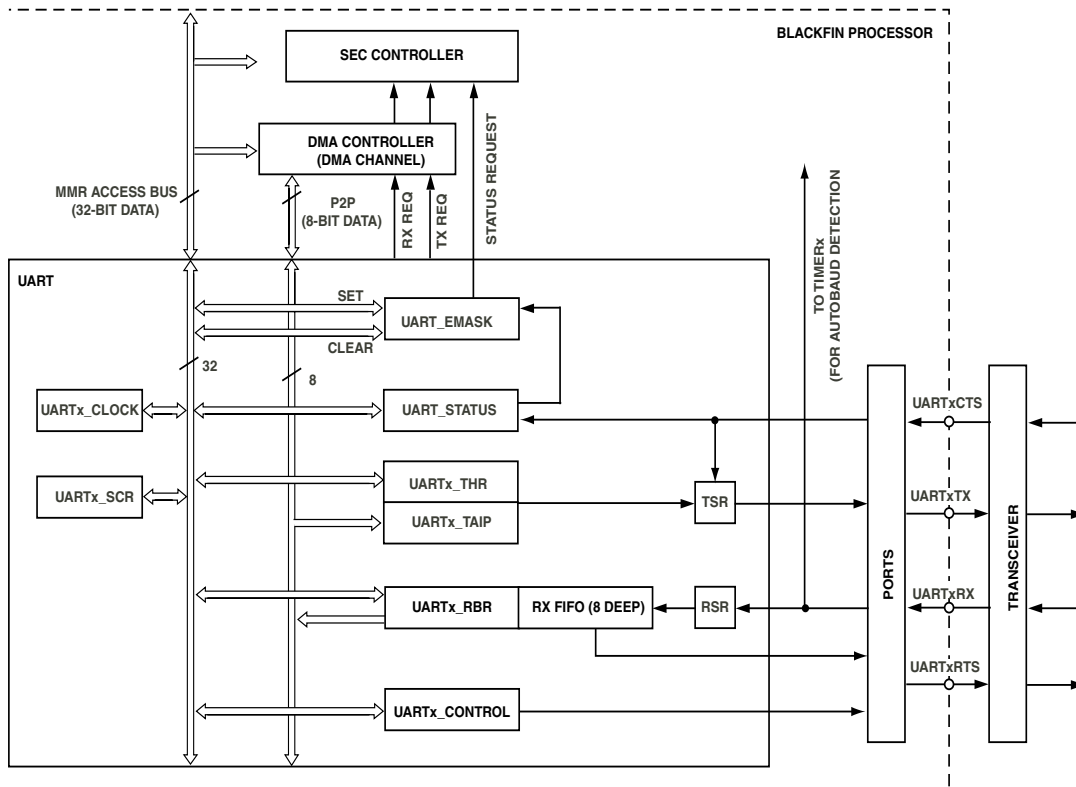 BLACKFIN PROCESSOR
SEC CONTROLLER
DMA CONTROLLER
(DMA CHANNEL)
MMR ACCESS BUS
(32-BIT DATA)
P2P
(8-BIT DATA)
RX REQ
TX REQ
STATUS REQUEST
TO TIMERx
(FOR AUTOBAUD DETECTION)
UART
SET
UART_EMASK
CLEAR
32
8
UARTx_CLOCK
UART_STATUS
UARTxCTS
UARTx_SCR
UARTx_THR
UARTx_TAIP
TSR
UARTxTX
PORTS
TRANSCEIVER
UARTx_RBR
RX FIFO (8 DEEP)
RSR
UARTxRX
UARTxRTS
UARTx_CONTROL